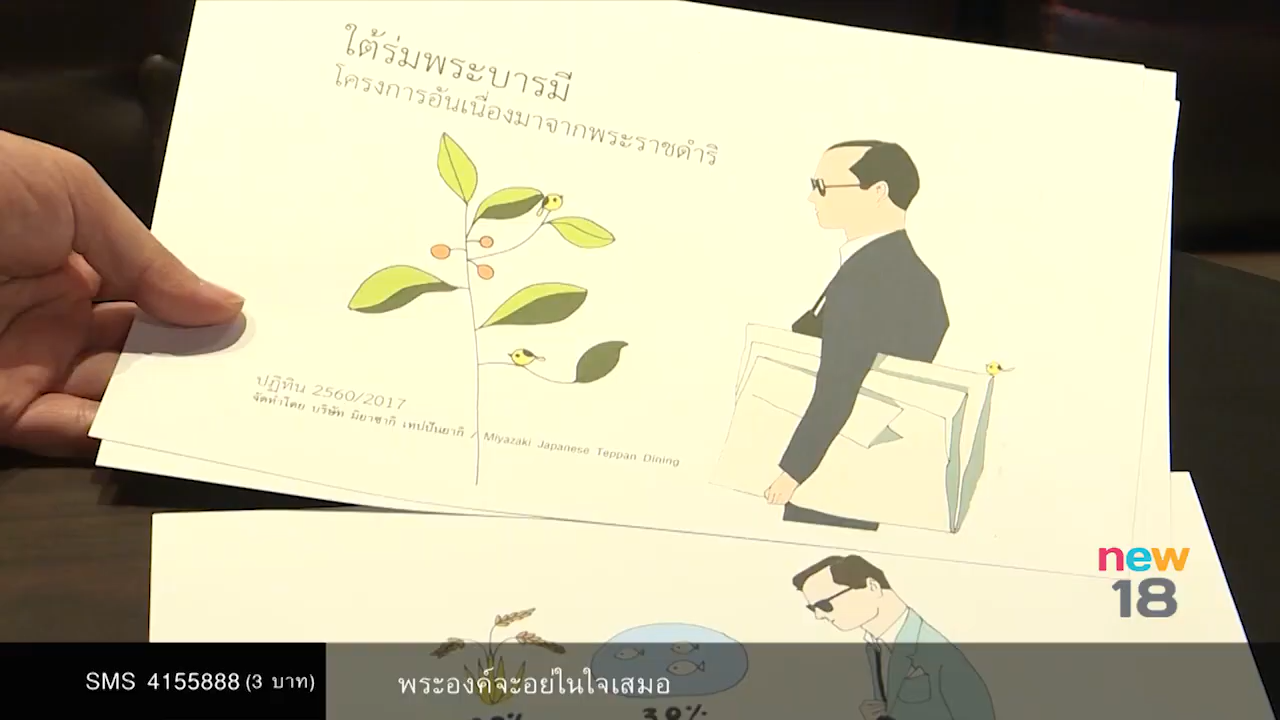 ใต้ร่มพระบารมี
โครงการอันเนื่องมาจากพระราชดำริ
ปฏิทิน 2560/2017
จัดทำโดย บริษัท มิยาซากิ เทปปันยากิ / Miyazaki Japanese Teppan Dining
new
18
30%
SMS 4155888 (3 บาท)
พระองค์จะอยู่ในใจเสมอ